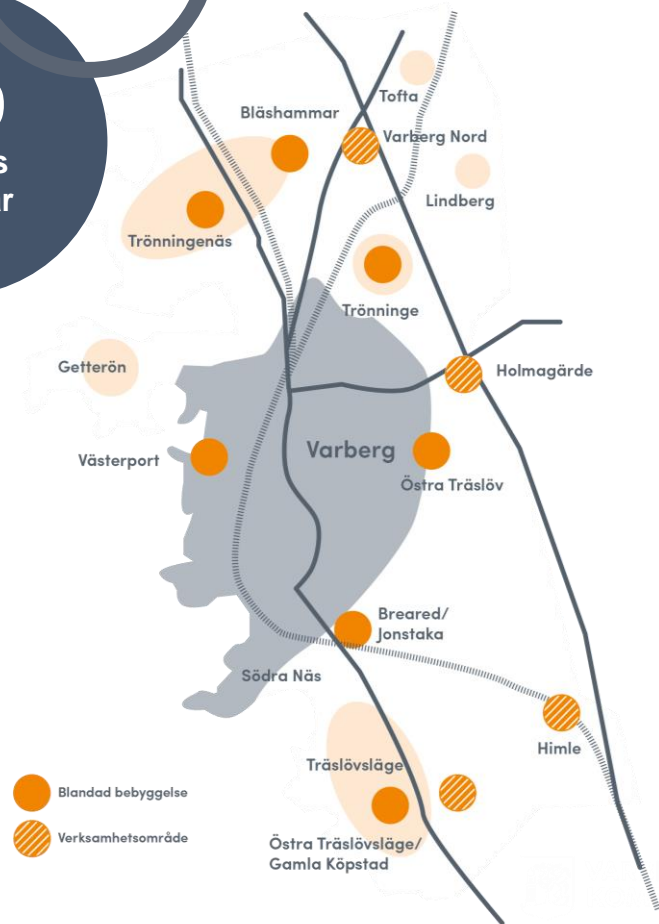 s
r
Tofta
Bläshammar
Varberg Nord
Lindberg
Trönningenäs
Trönninge
Getterön
Holmagärde
Varberg
Västerport
Östra Träslöv
Breared/
Jonstaka
Södra Näs
Himle
Träslövsläge
Blandad bebyggelse
Verksamhetsområde
Östra Träslövsläge/
Gamla Köpstad